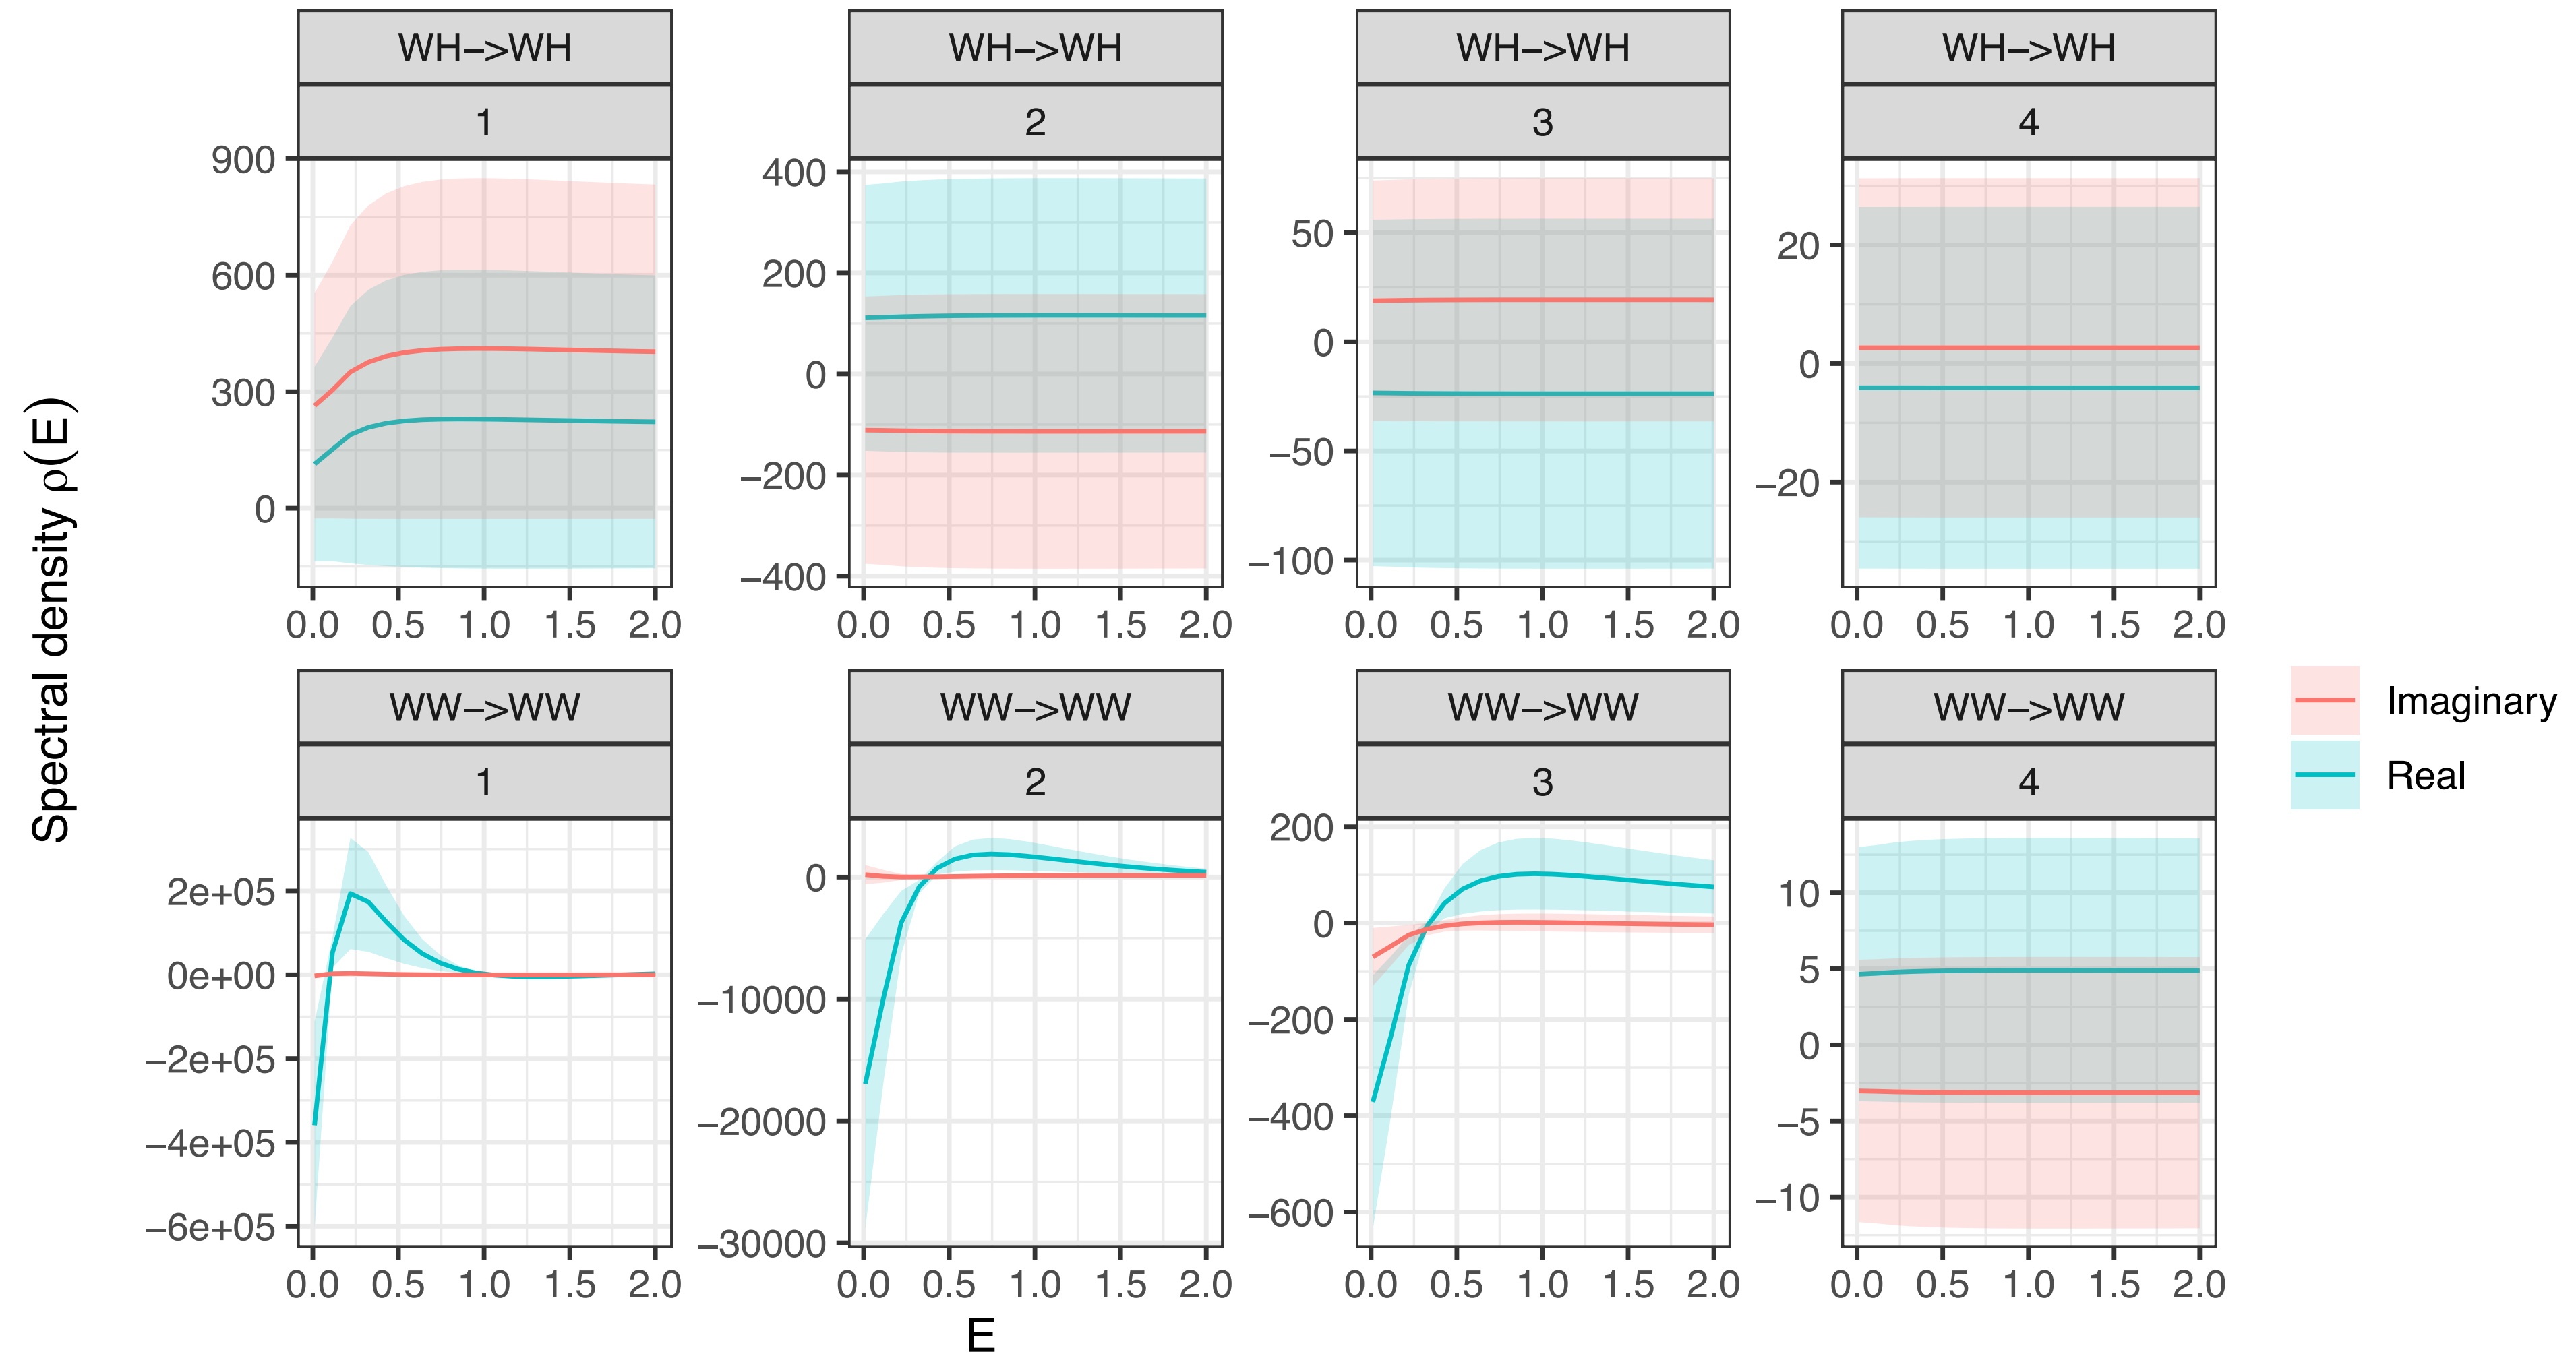 WH−>WH WH−>WH WH−>WH WH−>WH
1 2 3 4
900 600 300 0
400 200 0 −200 −400
50 0 −50 −100
20 0 −20
0.0 0.5 1.0 1.5 2.0 0.0 0.5 1.0 1.5 2.0 0.0 0.5 1.0 1.5 2.0 0.0 0.5 1.0 1.5 2.0
Spectral density ρ(E)
WW−>WW WW−>WW WW−>WW WW−>WW
1 2 3 4
2e+05 0e+00 −2e+05 −4e+05 −6e+05
0 −10000 −20000 −30000
200 0 −200 −400 −600
10 5 0 −5 −10
0.0 0.5 1.0 1.5 2.0 0.0 0.5 1.0 1.5 2.0 0.0 0.5 1.0 1.5 2.0 0.0 0.5 1.0 1.5 2.0
E
Imaginary
Real